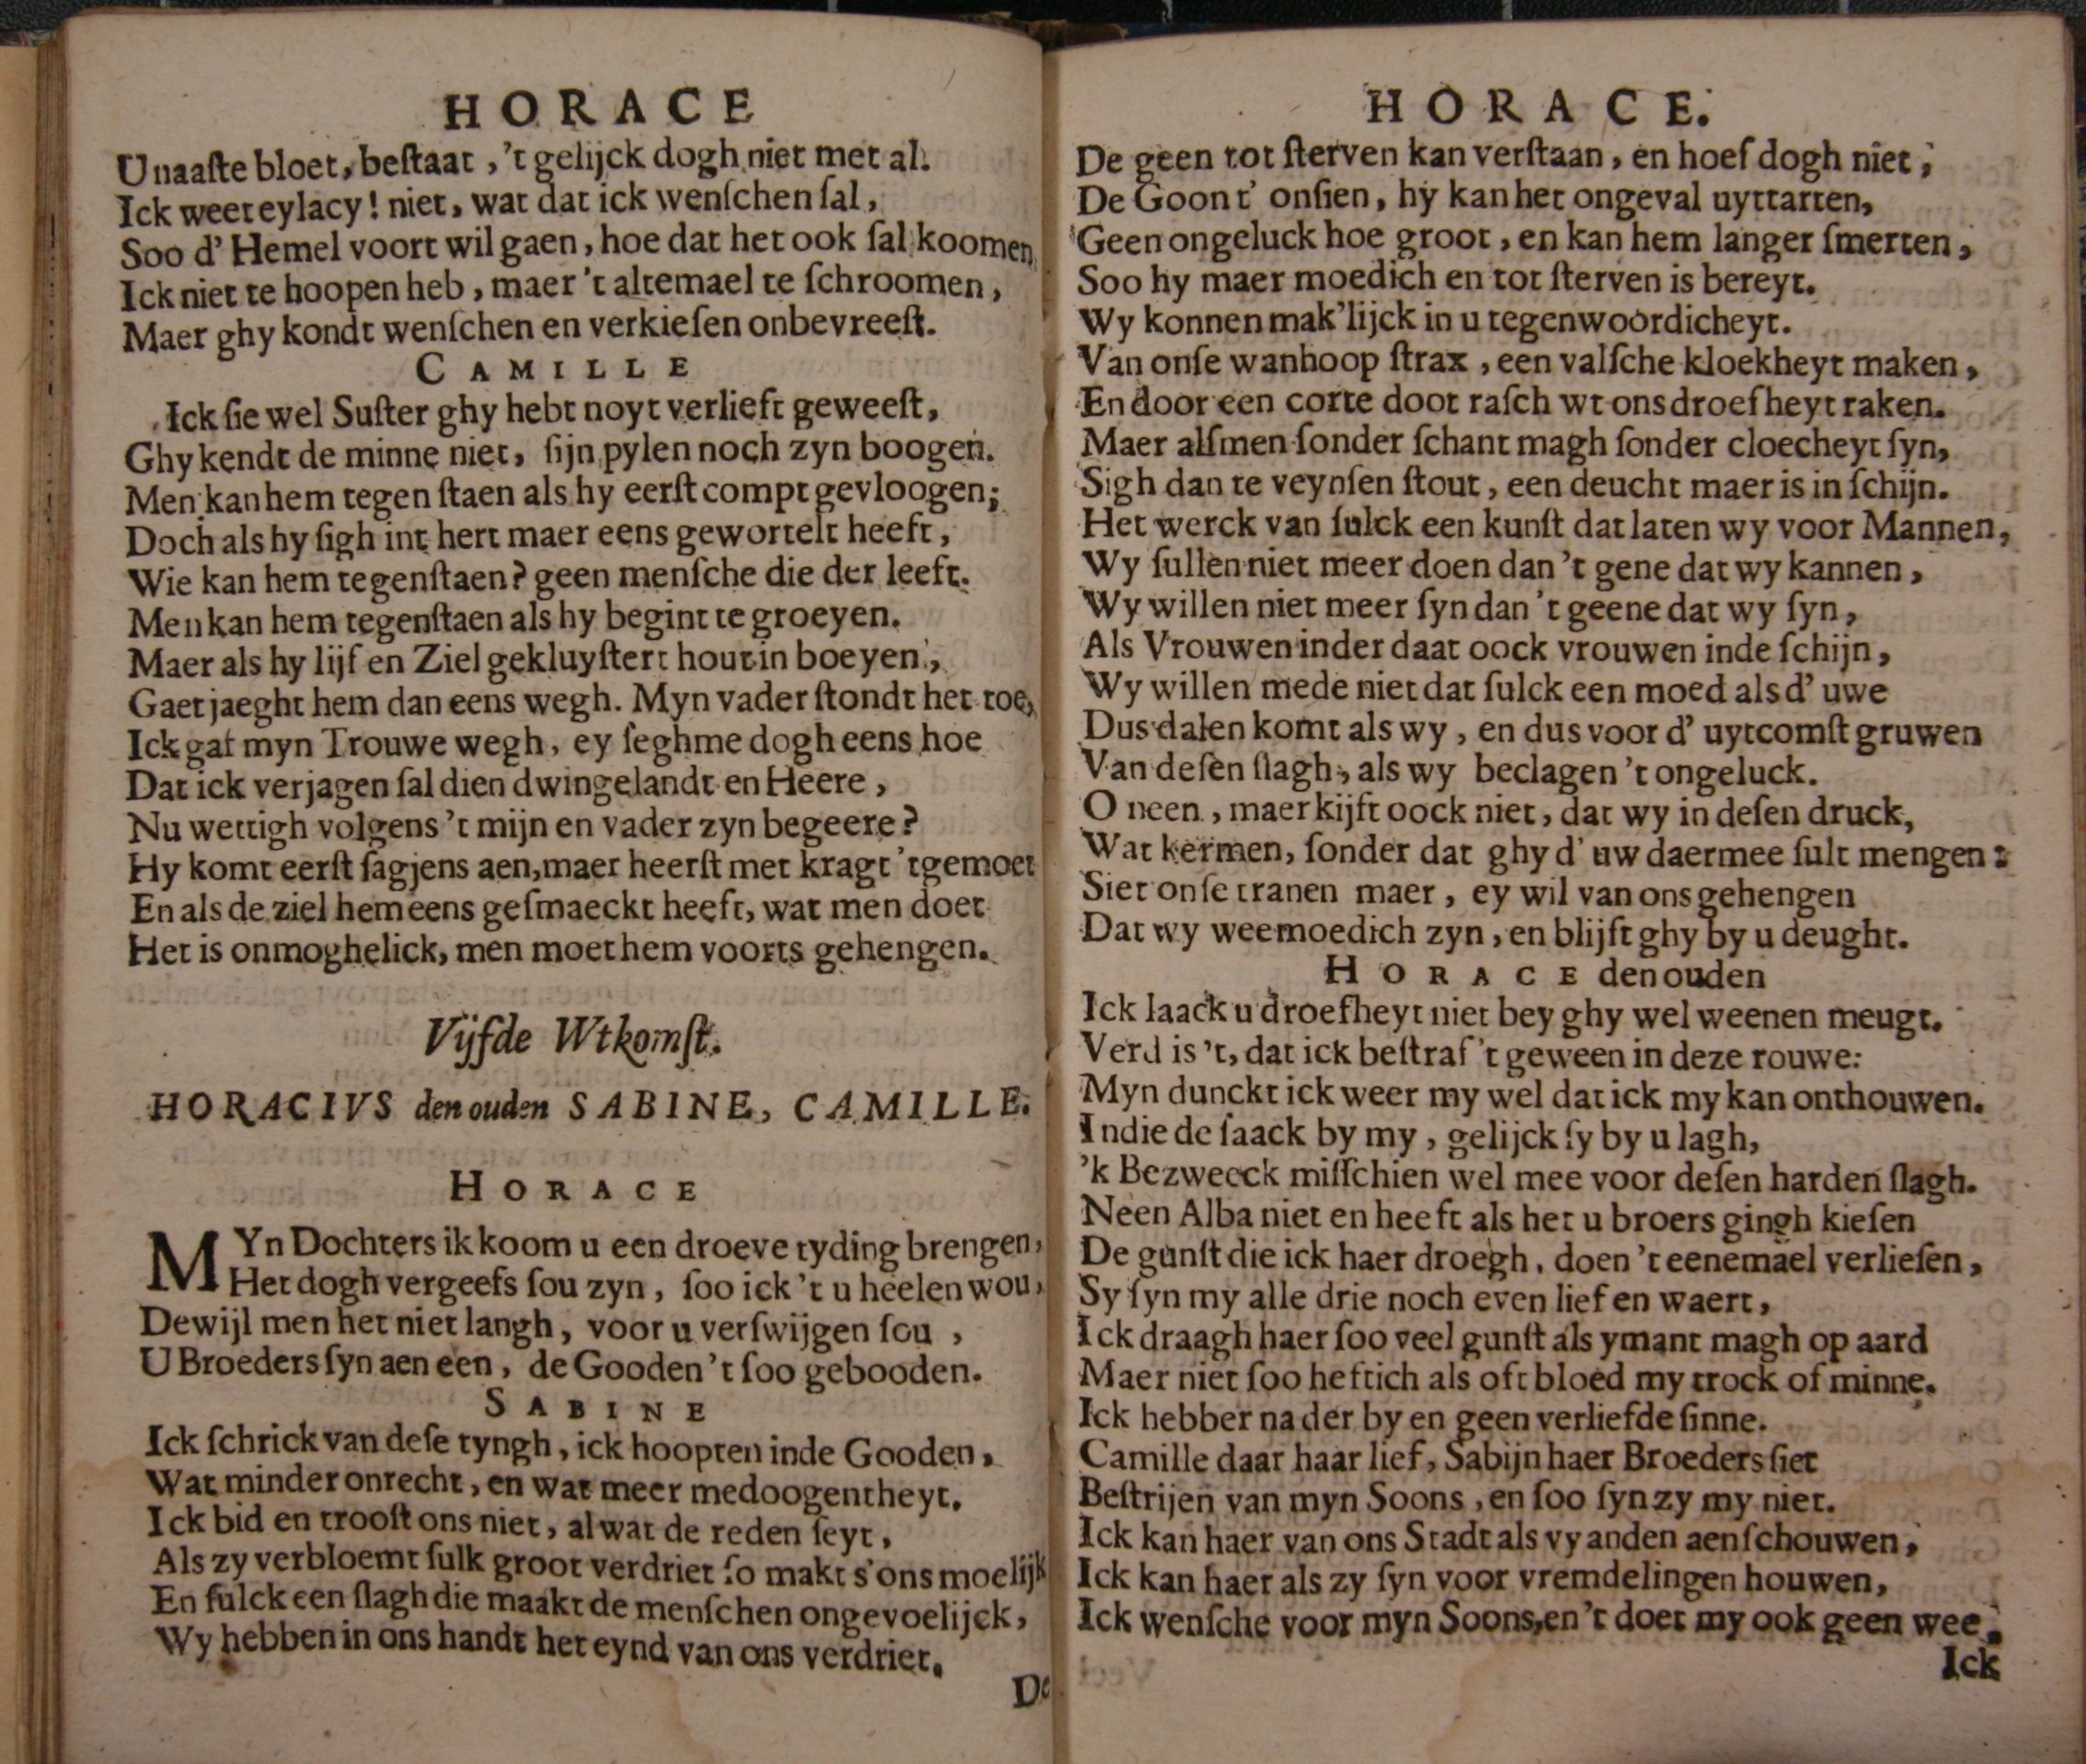 HORACE
U naaſte bloet, beſtaat, 't gelijck dogh niet met al.
Ick weet eylacy! niet, wat dat ick wenſchen ſal,
Soo d' Hemel voort wil gaen, hoe dat het ook ſal koomen,
Ick niet te hoopen heb, maer 't altemael te ſchroomen,
Maer ghy kondt wenſchen en verkieſen onbevreeſt.
CAMILLE
Ick ſie wel Suſter ghy hebt noyt verlieft geweeſt,
Ghy kendt de minne niet, ſijn pylen noch zyn boogen.
Men kan hem tegen ſtaen als hy eerſt compt gevloogen;
Doch als hy ſigh int hert maer eens gewortelt heeft,
Wie kan hem tegenſtaen? geen menſche die der leeft.
Men kan hem tegenſtaen als hy begint te groeyen.
Maer als hy lijf en Ziel gekluyſtert hout in boeyen,
Gaet jaeght hem dan eens wegh. Myn vader ſtondt het toe,
Ick gaf myn Trouwe wegh, ey ſegh me dogh eens hoe
Dat ick verjagen ſal dien dwingelandt en Heere,
Nu wettigh volgens 't mijn en vader zyn begeere?
Hy komt eerſt ſagjens aen, maer heerſt met kragt 't gemoet
En als de ziel hem eens geſmaeckt heeft, wat men doet
Het is onmoghelick, men moet hem voorts gehengen.
Vijfde Wtkomſt.
HORACIVS den ouden SABINE, CAMILLE.
HORACE
MYn Dochters ik koom u een droeve tyding brengen,
Het dogh vergeefs ſou zyn, ſoo ick 't u heelen wou,
Dewijl men het niet langh, voor u verſwijgen ſou,
U Broeders ſyn aen een, de Gooden 't ſoo gebooden.
SABINE
Ick ſchrick van deſe tyngh, ick hoopten inde Gooden,
Wat minder onrecht, en wat meer medoogentheyt.
Ick bid en trooſt ons niet, al wat de reden ſeyt,
Als zy verbloemt ſulk groot verdriet ſo makt s'ons moelijk
En ſulck een ſlagh die maakt de menſchen ongevoelijck,
Wy hebben in ons handt het eynd van ons verdriet.
De
HORACE.
De geen tot ſterven kan verſtaan, en hoef dogh niet,
De Goon t' onſien, hy kan het ongeval uyttarten,
Geen ongeluck hoe groot, en kan hem langer ſmerten,
Soo hy maer moedich en tot ſterven is bereyt.
Wy konnen mak'lijck in u tegenwoordicheyt.
Van onſe wanhoop ſtrax, een valſche kloekheyt maken,
En door een corte doot raſch wt ons droefheyt raken.
Maer alſmen ſonder ſchant magh ſonder cloecheyt ſyn,
Sigh dan te veynſen ſtout, een deucht maer is in ſchijn.
Het werck van ſulck een kunſt dat laten wy voor Mannen,
Wy ſullen niet meer doen dan 't gene dat wy kannen,
Wy willen niet meer ſyn dan 't geene dat wy ſyn,
Als Vrouwen inder daat oock vrouwen inde ſchijn,
Wy willen mede niet dat ſulck een moed als d' uwe
Dus dalen komt als wy, en dus voor d' uytcomſt gruwen
Van deſen ſlagh, als wy beclagen 't ongeluck.
O neen, maer kijft oock niet, dat wy in deſen druck,
Wat kermen, ſonder dat ghy d' uw daermee ſult mengen:
Siet onſe tranen maer, ey wil van ons gehengen
Dat wy weemoedich zyn, en blijft ghy by u deught.
HORACE den ouden
Ick laack u droefheyt niet bey ghy wel weenen meugt.
Verd is 't, dat ick beſtraf 't geween in deze rouwe:
Myn dunckt ick weer my wel dat ick my kan onthouwen.
Indie de ſaack by my, gelijck ſy by u lagh,
'k Bezweeck miſſchien wel mee voor deſen harden ſlagh.
Neen Alba niet en heeft als het u broers gingh kieſen
De gunſt die ick haer droegh, doen 't eenemael verlieſen,
Sy ſyn my alle drie noch even lief en waert,
Ick draagh haer ſoo veel gunſt als ymant magh op aard
Maer niet ſoo heftich als oft bloed my trock of minne.
Ick hebber na der by en geen verliefde ſinne.
Camille daar haar lief, Sabijn haer Broeders ſiet
Beſtrijen van myn Soons, en ſoo ſyn zy my niet.
Ick kan haer van ons Stadt als vyanden aenſchouwen,
Ick kan haer als zy ſyn voor vremdelingen houwen,
Ick wenſche voor myn Soons, en 't doet my ook geen wee.
Ick